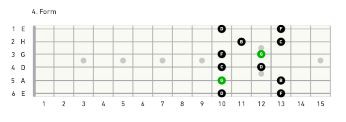 4. Form
1 E D F
2 H B C
3 G F G
4 D C D
5 A G B
6 E D F
1 2 3 4 5 6 7 8 9 10 11 12 13 14 15